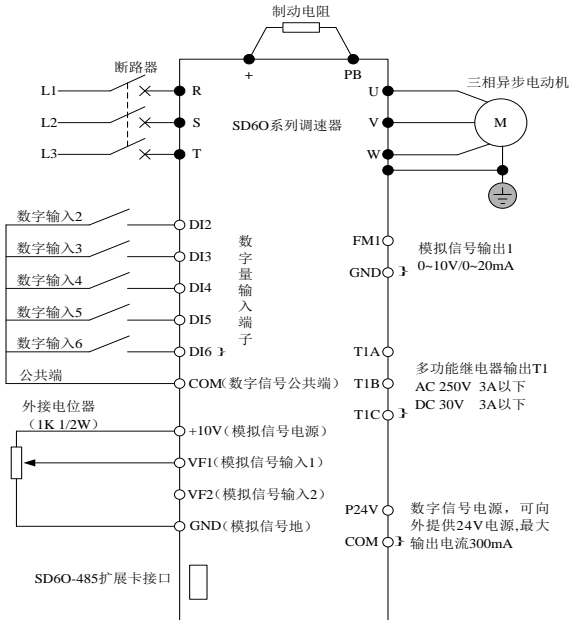 制动电阻
+
PB
断路器
L1
R
L2
S
L3
T
SD6O系列调速器
U
V
W
三相异步电动机
M
数字输入2
DI2
数字输入3
DI3
数字输入4
DI4
数字输入5
DI5
数字输入6
DI6 }
数字量输入端子
公共端
COM(数字信号公共端)
外接电位器
(1K 1/2W)
+10V(模拟信号电源)
VF1(模拟信号输入1)
VF2(模拟信号输入2)
GND(模拟信号地)
SD6O-485扩展卡接口
FM1
GND }
模拟信号输出1
0~10V/0~20mA
T1A
T1B
T1C }
多功能继电器输出T1
AC 250V 3A以下
DC 30V 3A以下
P24V
COM }
数字信号电源，可向
外提供24V电源,最大
输出电流300mA